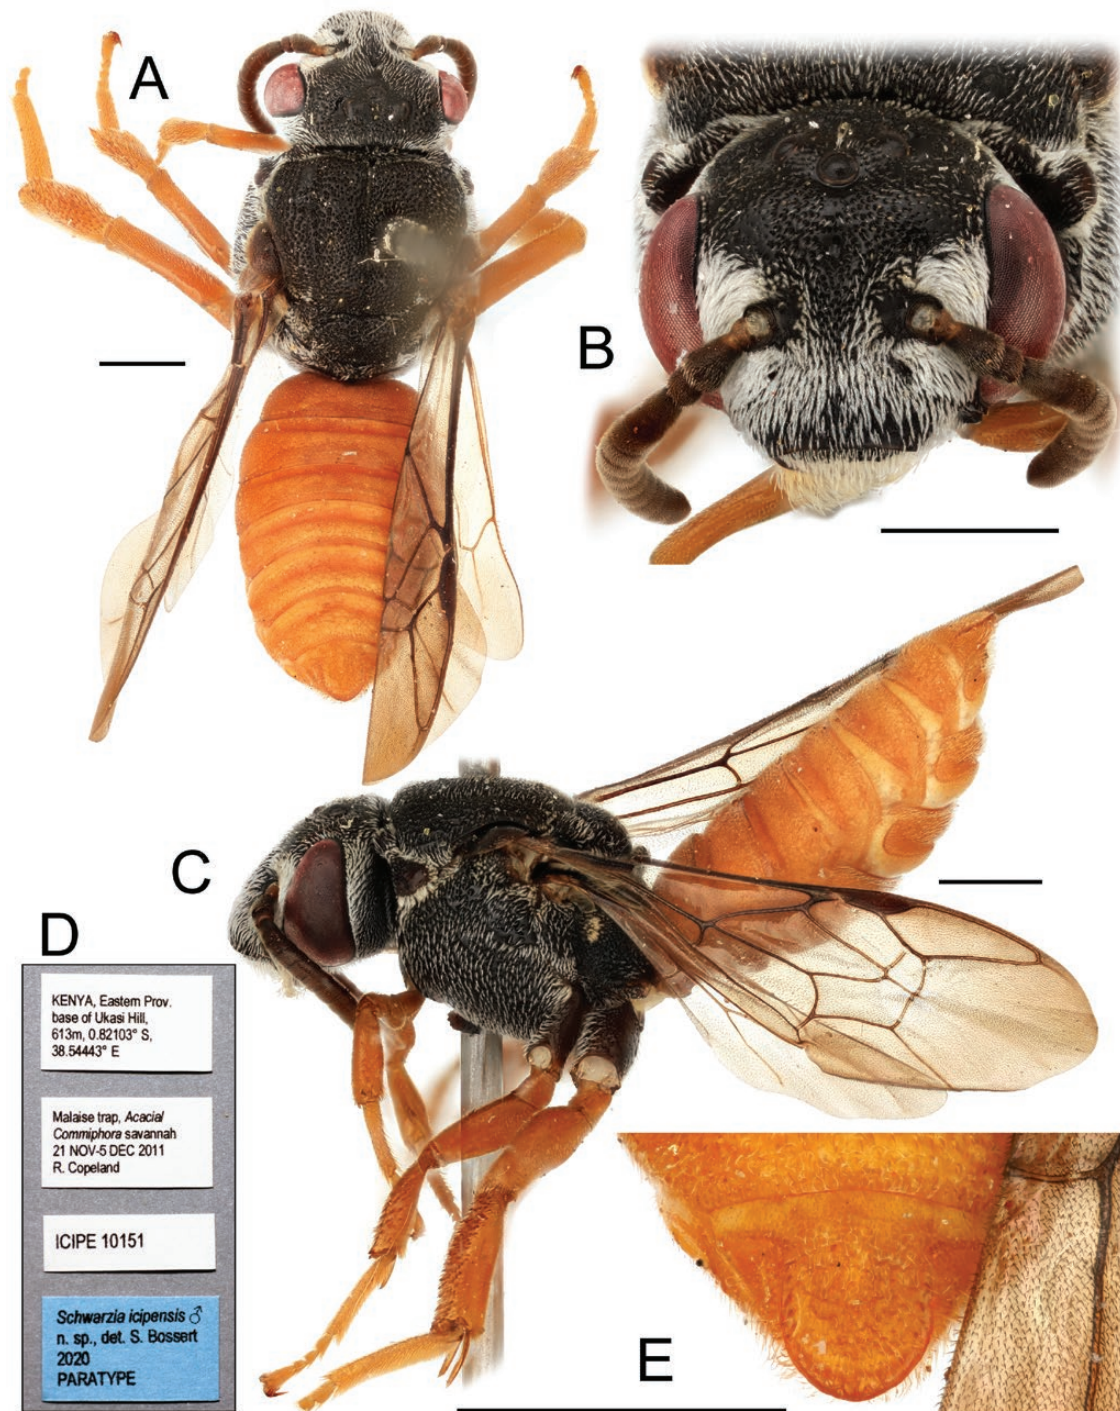 A
B
C
D
KENYA, Eastern Prov.
base of Ukasi Hill,
613m, 0.82103° S,
38.54443° E
Malaise trap, Acacial
Commiphora savannah
21 NOV-5 DEC 2011
R. Copeland
ICIPE 10151
Schwarzia icipensis ♂
n. sp., det. S. Bossert
2020
PARATYPE
E